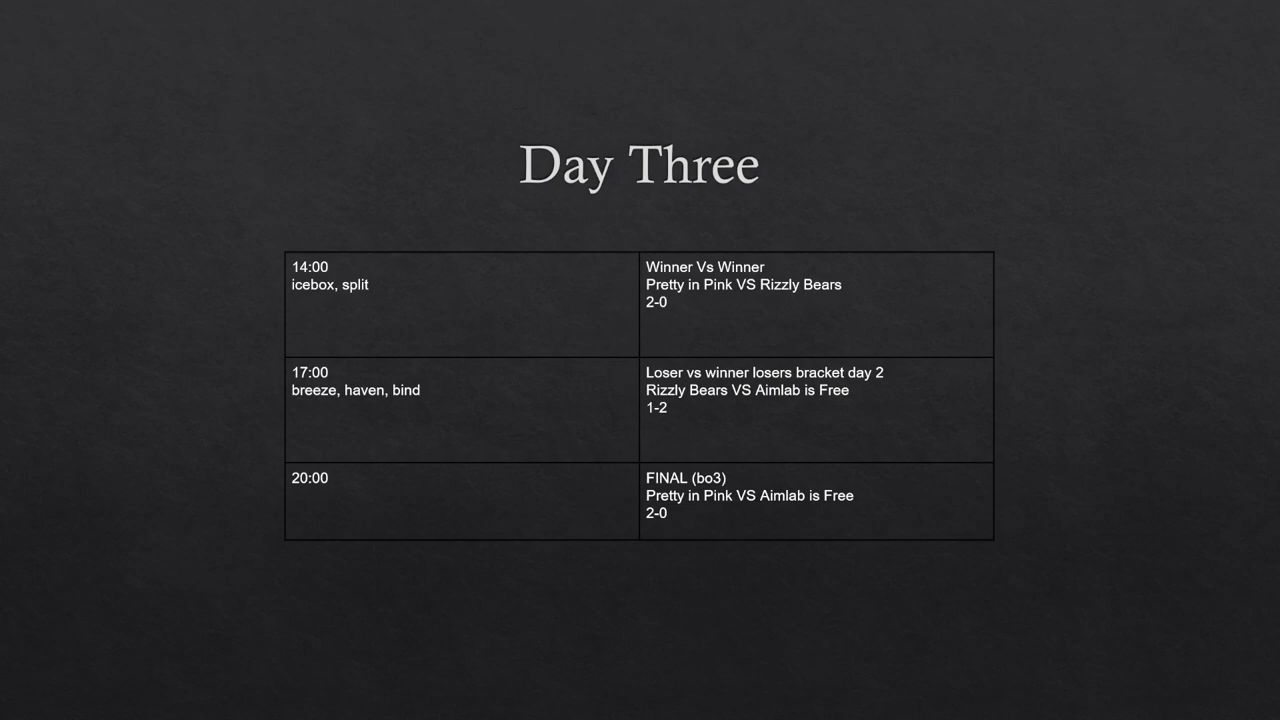 Day Three
14:00
icebox, split
Winner Vs Winner
Pretty in Pink VS Rizzly Bears
2-0
17:00
breeze, haven, bind
Loser vs winner losers bracket day 2
Rizzly Bears VS Aimlab is Free
1-2
20:00
FINAL (bo3)
Pretty in Pink VS Aimlab is Free
2-0